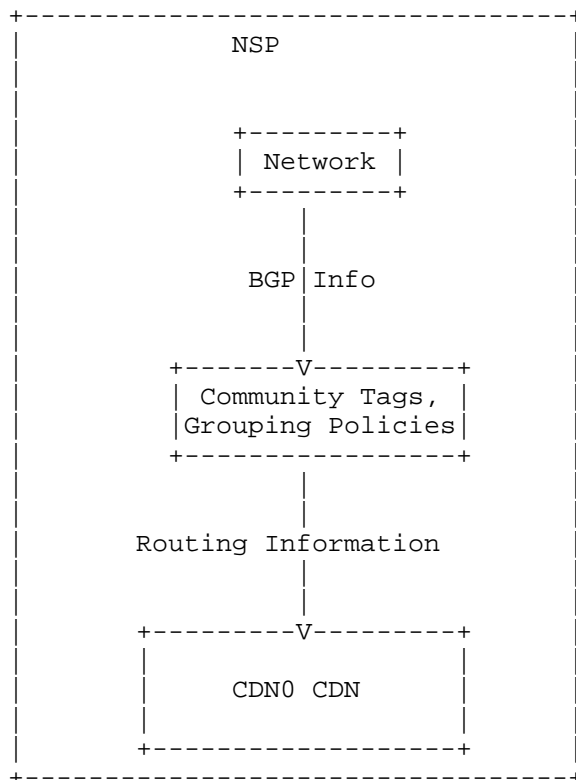 NSP
Network
BGP Info
Community Tags,
Grouping Policies
Routing Information
CDN0 CDN